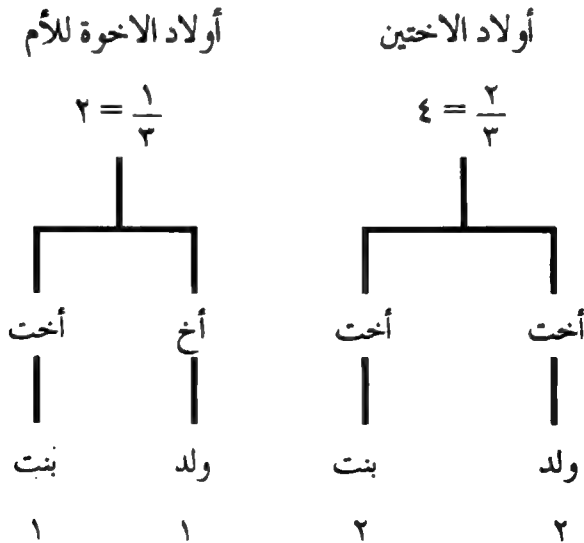 أولاد الاختين أولاد الاخوة للأم
٢/٣ = ٤ ١/٣ = ٢
أخت أخت أخ أخت
ولد بنت ولد بنت
٢ ٢ ١ ١